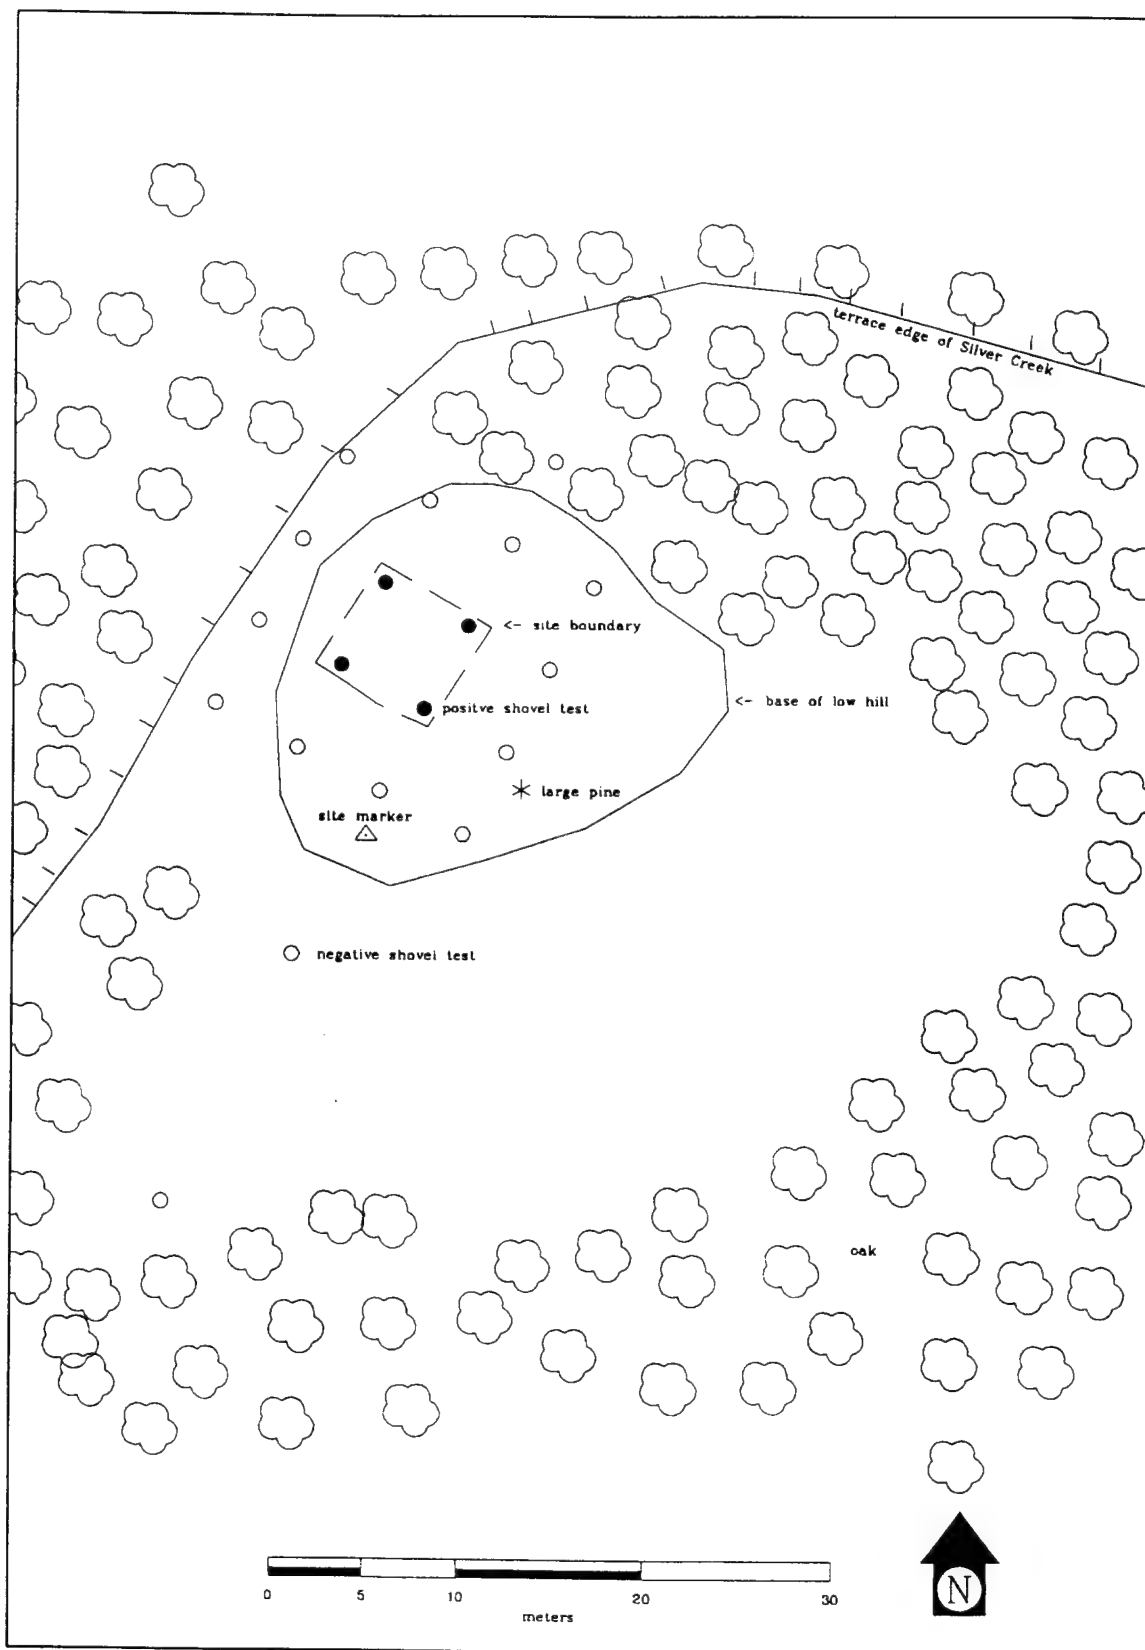 terrace edge of Silver Creek
<- site boundary
<- base of low hill
positve shovel test
large pine
site marker
negative shovel test
oak
0 5 10 20 30
meters
N